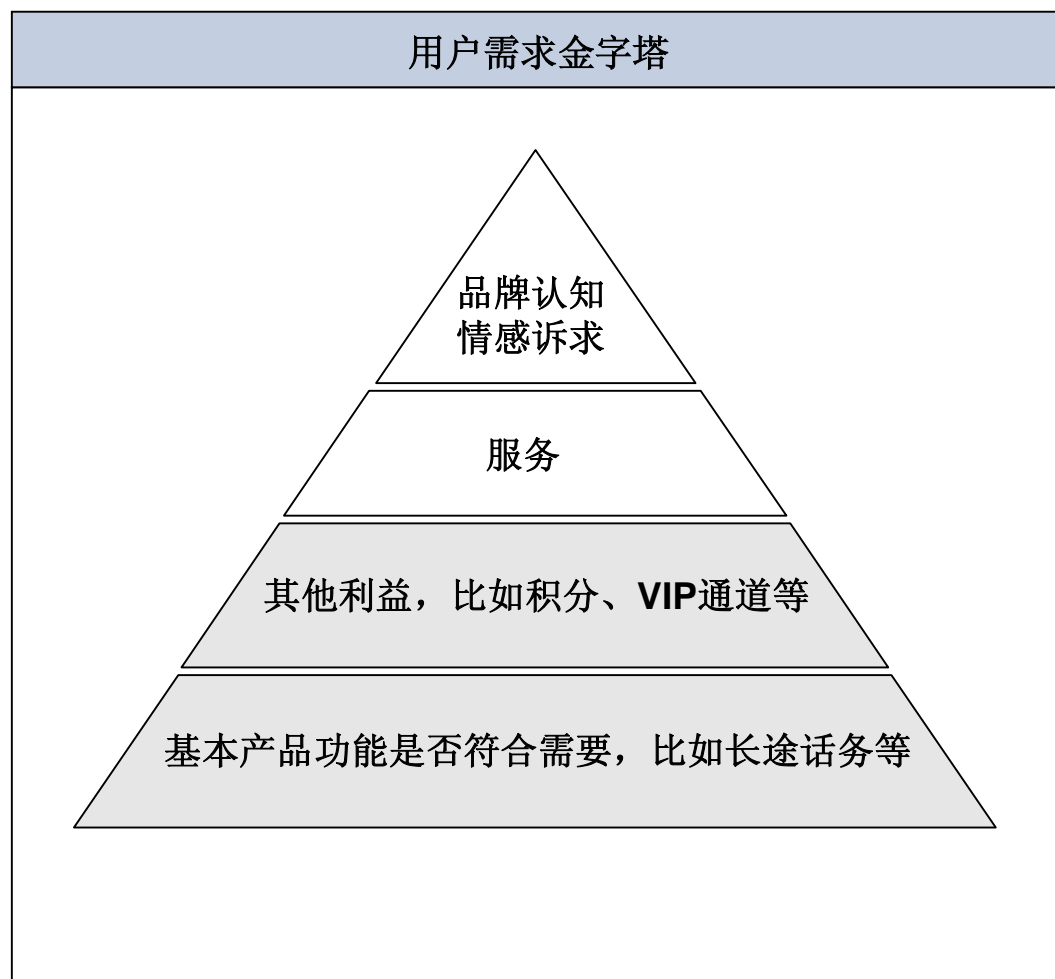 用户需求金字塔
品牌认知
情感诉求
服务
其他利益，比如积分、VIP通道等
基本产品功能是否符合需要，比如长途话务等